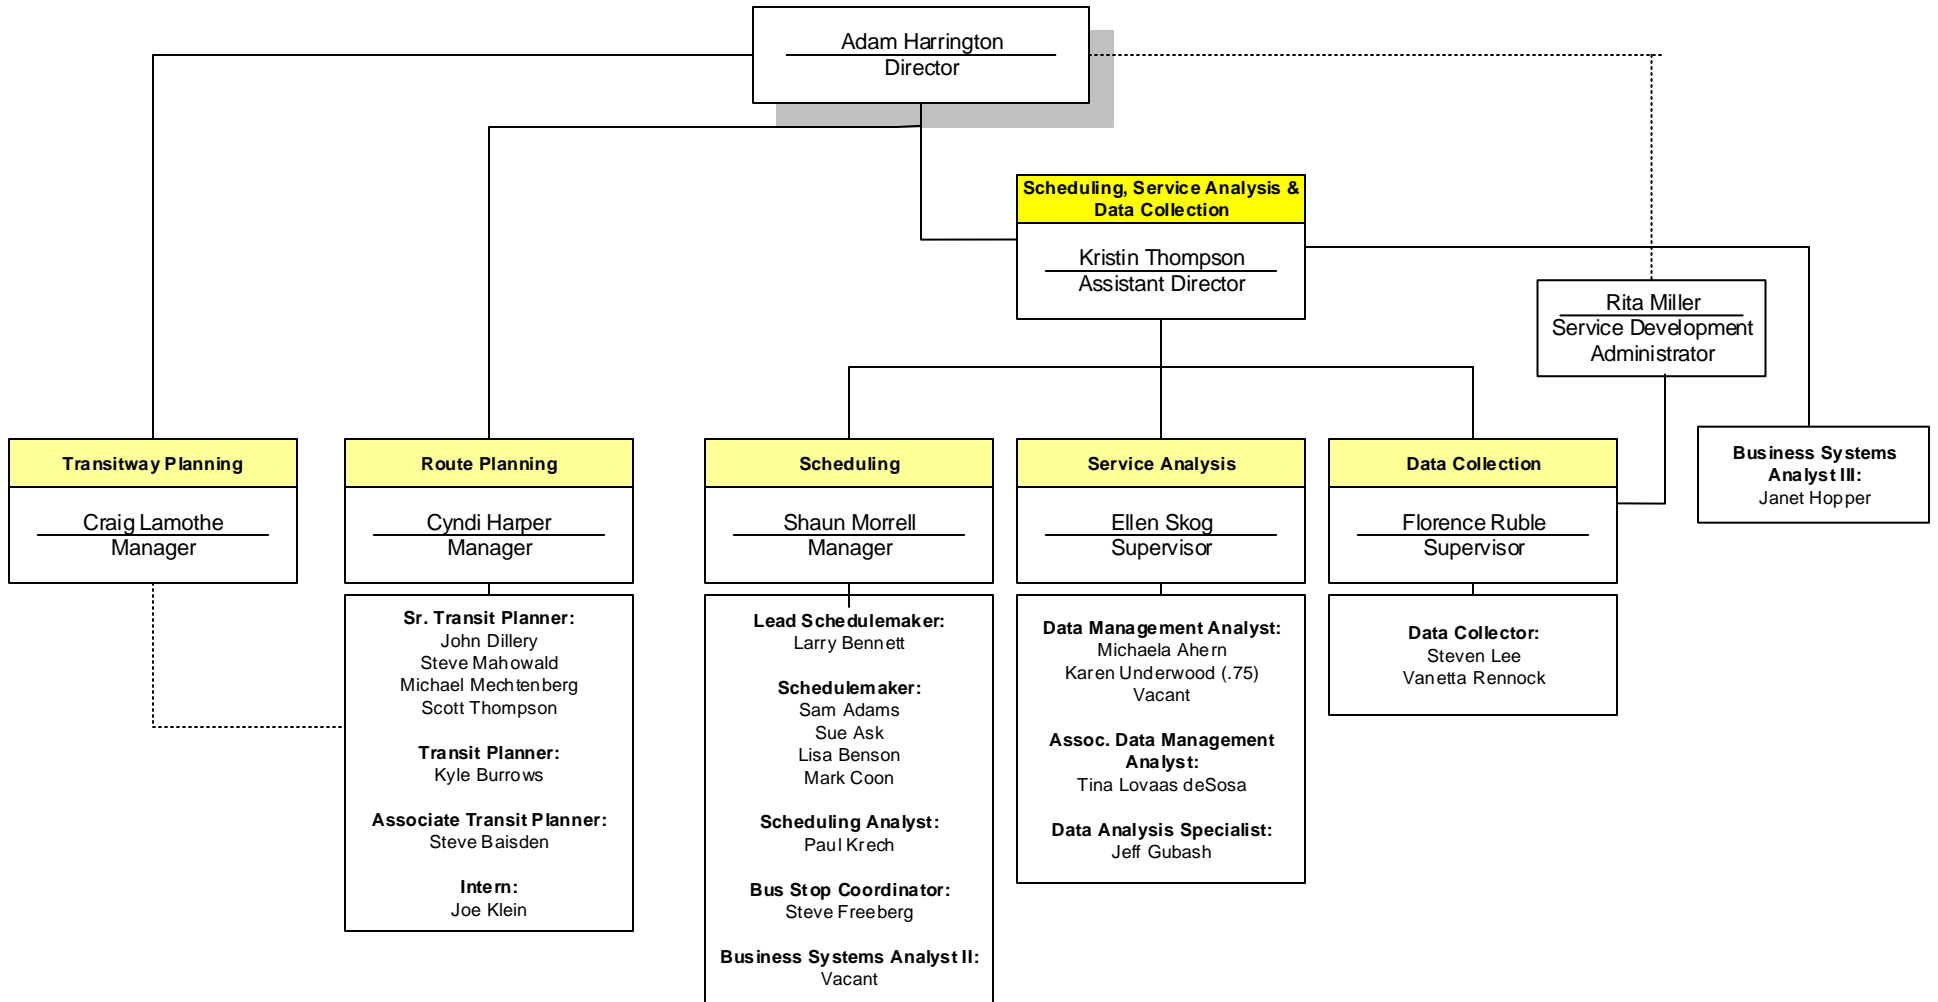 Adam Harrington
Director
Scheduling, Service Analysis &
Data Collection
Kristin Thompson
Assistant Director
Rita Miller
Service Development
Administrator
Transitway Planning
Craig Lamothe
Manager
Route Planning
Cyndi Harper
Manager
Sr. Transit Planner:
John Dillery
Steve Mahowald
Michael Mechtenberg
Scott Thompson
Transit Planner:
Kyle Burrows
Associate Transit Planner:
Steve Baisden
Intern:
Joe Klein
Scheduling
Shaun Morrell
Manager
Lead Schedulemaker:
Larry Bennett
Schedulemaker:
Sam Adams
Sue Ask
Lisa Benson
Mark Coon
Scheduling Analyst:
Paul Krech
Bus Stop Coordinator:
Steve Freeberg
Business Systems Analyst II:
Vacant
Service Analysis
Ellen Skog
Supervisor
Data Management Analyst:
Michaela Ahern
Karen Underwood (.75)
Vacant
Assoc. Data Management
Analyst:
Tina Lovaas deSosa
Data Analysis Specialist:
Jeff Gubash
Data Collection
Florence Ruble
Supervisor
Data Collector:
Steven Lee
Vanetta Rennock
Business Systems
Analyst III:
Janet Hopper